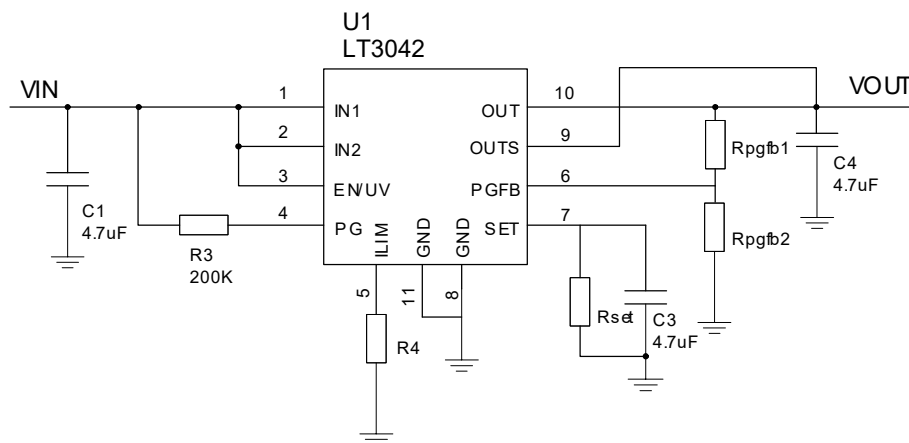 U1
LT3042
VIN
VOUT
1
IN1
OUT
10
2
IN2
OUTS
9
3
EN/UV
PGFB
6
4
PG
SET
7
ILIM
GND
GND
5
11
8
C1
4.7uF
R3
200K
R4
Rset
C3
4.7uF
Rpgfb1
Rpgfb2
C4
4.7uF